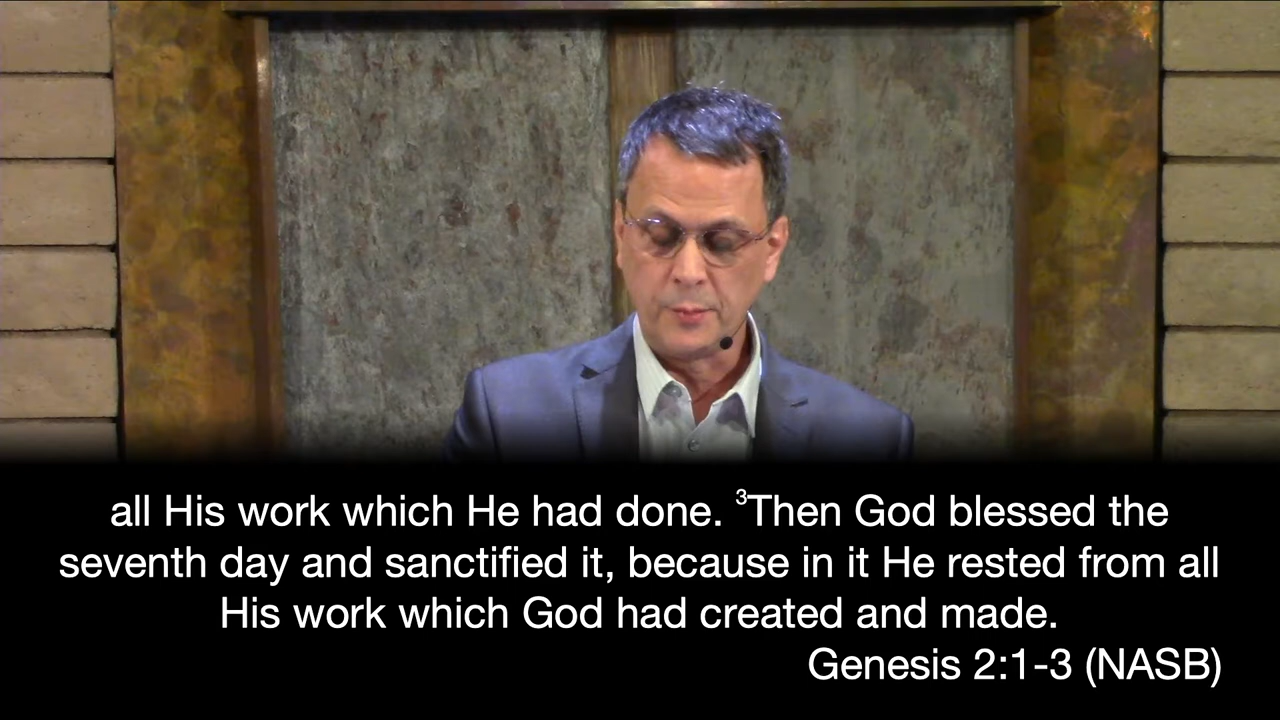 all His work which He had done. ³Then God blessed the
seventh day and sanctified it, because in it He rested from all
His work which God had created and made.
Genesis 2:1-3 (NASB)